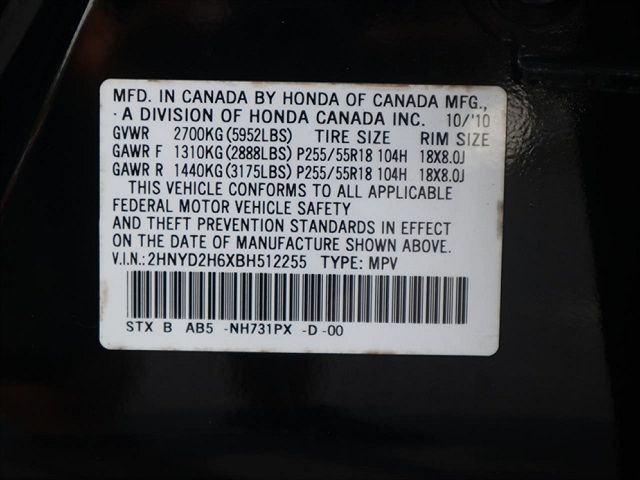 MFD. IN CANADA BY HONDA OF CANADA MFG.,
·A DIVISION OF HONDA CANADA INC. 10/'10
GVWR 2700KG(5952LBS) TIRE SIZE RIM SIZE
GAWR F 1310KG(2888LBS)P255/55R18 104H 18X8.0J
GAWR R 1440KG(3175LBS)P255/55R18 104H 18X8.0J
THIS VEHICLE CONFORMS TO ALL APPLICABLE
FEDERAL MOTOR VEHICLE SAFETY
AND THEFT PREVENTION STANDARDS IN EFFECT
ON THE DATE OF MANUFACTURE SHOWN ABOVE.
V.I.N.:2HNYD2H6XBH512255 TYPE: MPV
STX B AB5 -NH731PX -D -00